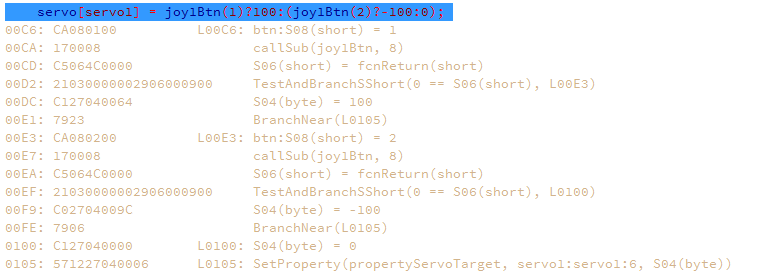 servo[servo1] = joy1Btn(1)?100:(joy1Btn(2)?-100:0);
00C6: CA080100 L00C6: btn:S08(short) = 1
00CA: 170008 callSub(joy1Btn, 8)
00CD: C5064C0000 S06(short) = fcnReturn(short)
00D2: 21030000002906000900 TestAndBranchSShort(0 == S06(short), L00E3)
00DC: C127040064 S04(byte) = 100
00E1: 7923 BranchNear(L0105)
00E3: CA080200 L00E3: btn:S08(short) = 2
00E7: 170008 callSub(joy1Btn, 8)
00EA: C5064C0000 S06(short) = fcnReturn(short)
00EF: 21030000002906000900 TestAndBranchSShort(0 == S06(short), L0100)
00F9: C02704009C S04(byte) = -100
00FE: 7906 BranchNear(L0105)
0100: C127040000 L0100: S04(byte) = 0
0105: 571227040006 L0105: SetProperty(propertyServoTarget, servo1:servo1:6, S04(byte))